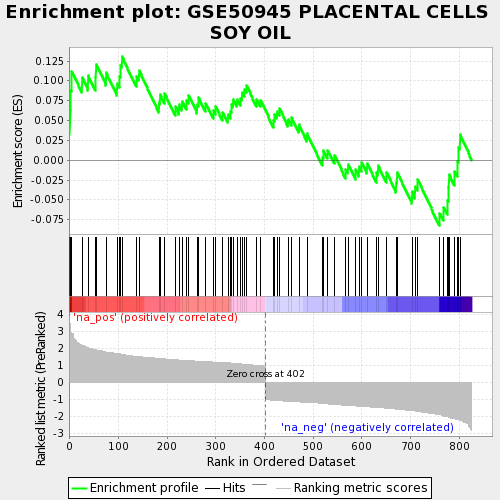 Enrichment plot: GSE50945 PLACENTAL CELLS
SOY OIL
Enrichment score (ES)
0.125
0.100
0.075
0.050
0.025
0.000
-0.025
-0.050
-0.075
'na_pos' (positively correlated)
Ranked list metric (PreRanked)
4
3
2
1
0
-1
-2
-3
Zero cross at 402
'na_neg' (negatively correlated)
0 100 200 300 400 500 600 700 800
Rank in Ordered Dataset
Enrichment profile Hits Ranking metric scores